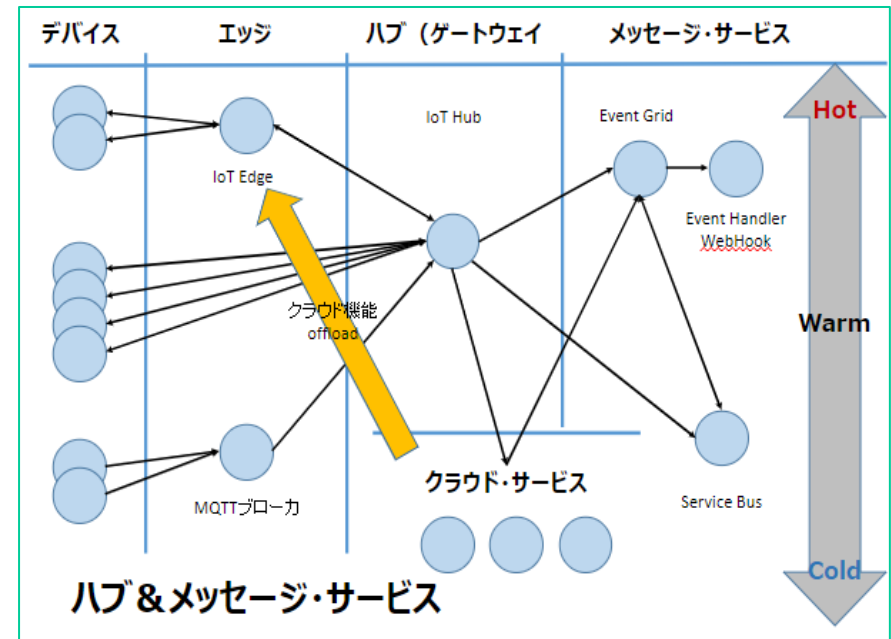 デバイス
エッジ
ハブ（ゲートウェイ
メッセージ・サービス
IoT Hub
Event Grid
Hot
IoT Edge
Event Handler
WebHook
クラウド機能
offload
Warm
クラウド・サービス
MQTTブローカ
Service Bus
Cold
ハブ＆メッセージ・サービス